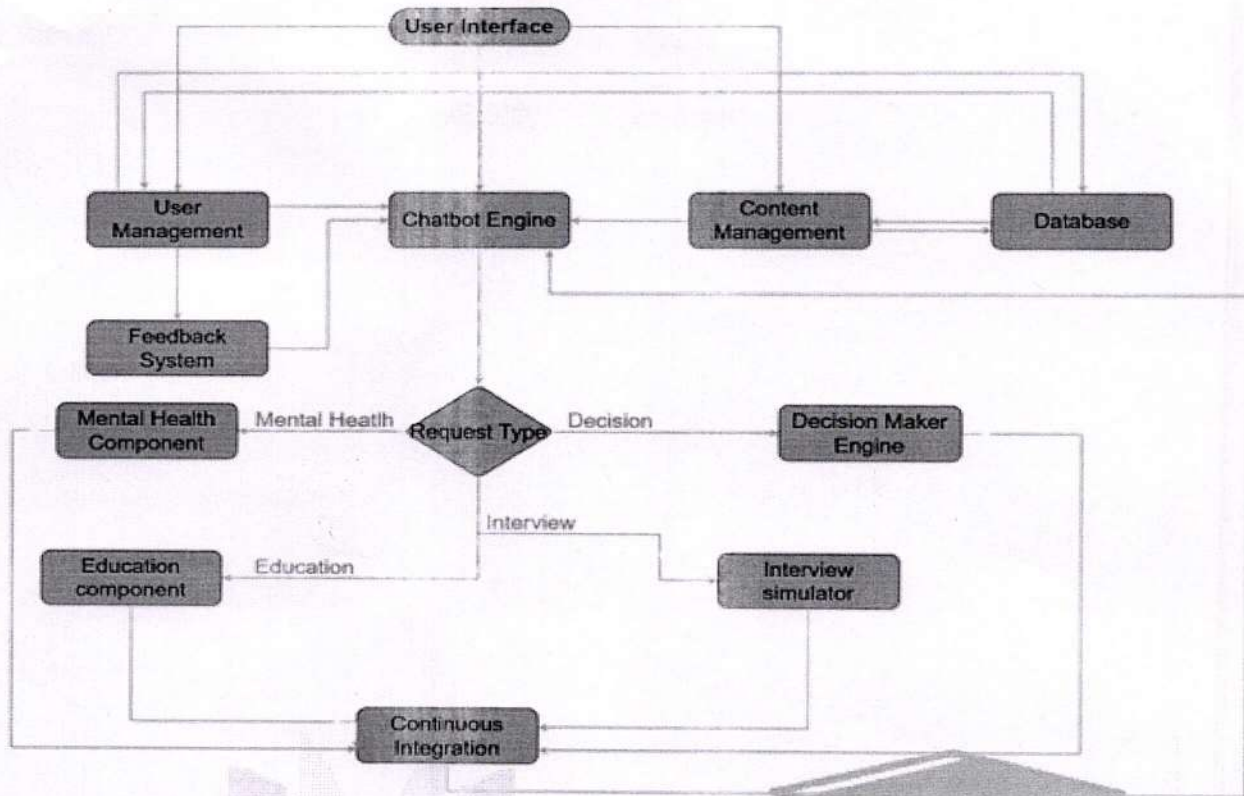 User Interface
User
Management
Chatbot Engine
Content
Management
Database
Feedback
System
Mental Health
Component
Mental Heatlh
Request Type
Decision
Decision Maker
Engine
Interview
Education
component
Education
Interview
simulator
Continuous
Integration